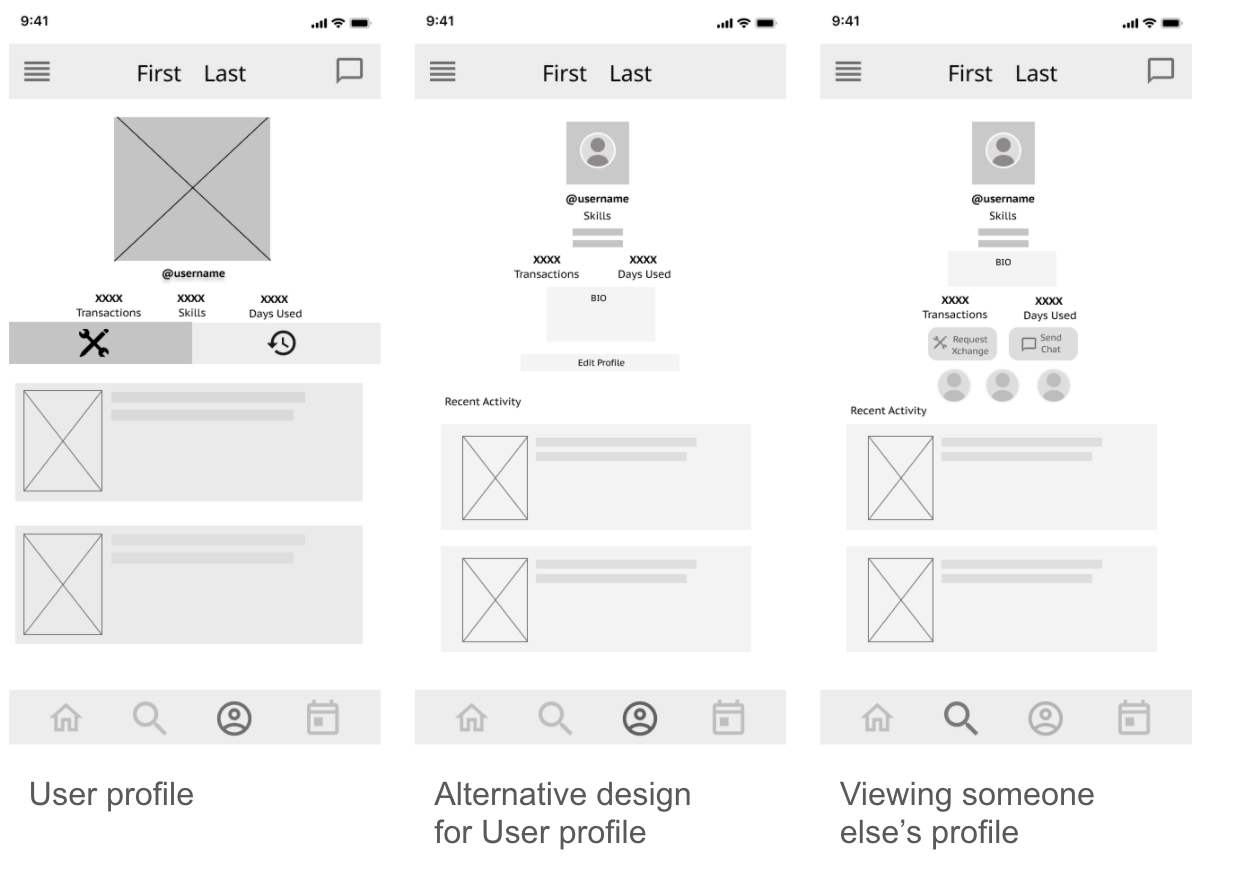 9:41
First Last
@username
XXXX XXXX XXXX
Transactions Skills Days Used
User profile
9:41
First Last
@username
Skills
XXXX XXXX
Transactions Days Used
BIO
Edit Profile
Recent Activity
Alternative design
for User profile
9:41
First Last
@username
Skills
BIO
XXXX XXXX
Transactions Days Used
Request
Xchange
Send
Chat
Recent Activity
Viewing someone
else’s profile